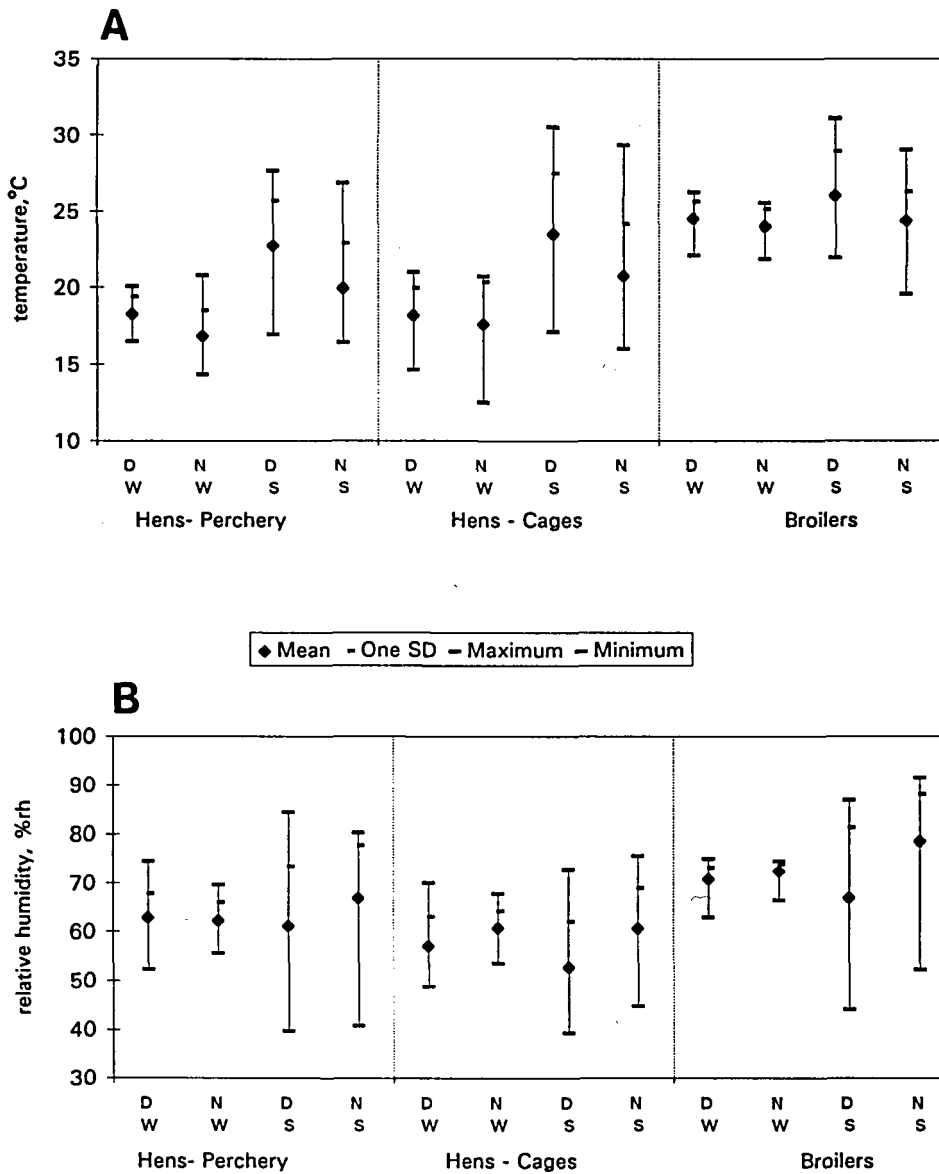 A
35
30
25
20
15
10
temperature,°C
D N D N D N D N D N D N
W W S S W W S S W W S S
Hens- Perchery Hens - Cages Broilers
Mean One SD Maximum Minimum
B
100
90
80
70
60
50
40
30
relative humidity, %rh
D N D N D N D N D N D N
W W S S W W S S W W S S
Hens- Perchery Hens - Cages Broilers